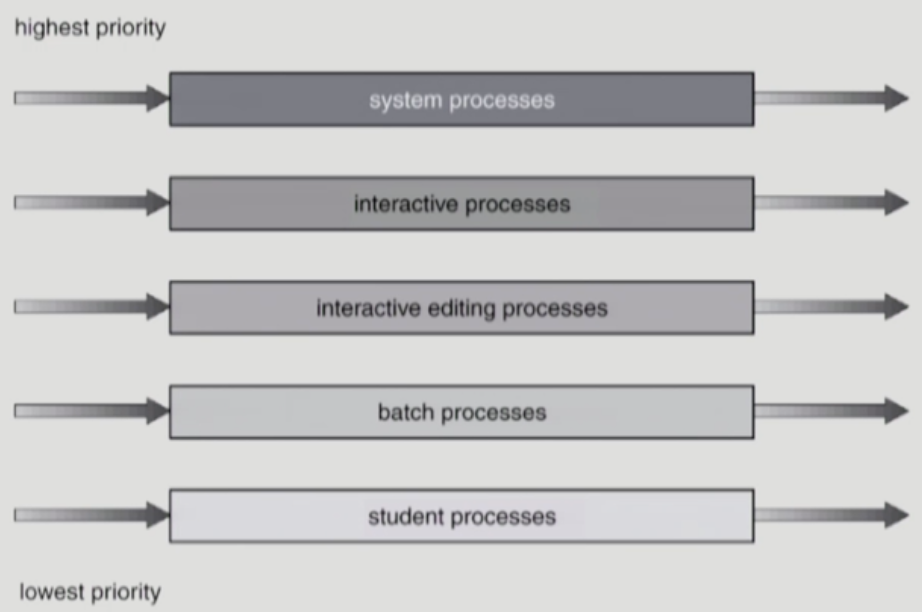 highest priority
system processes
interactive processes
interactive editing processes
batch processes
student processes
lowest priority